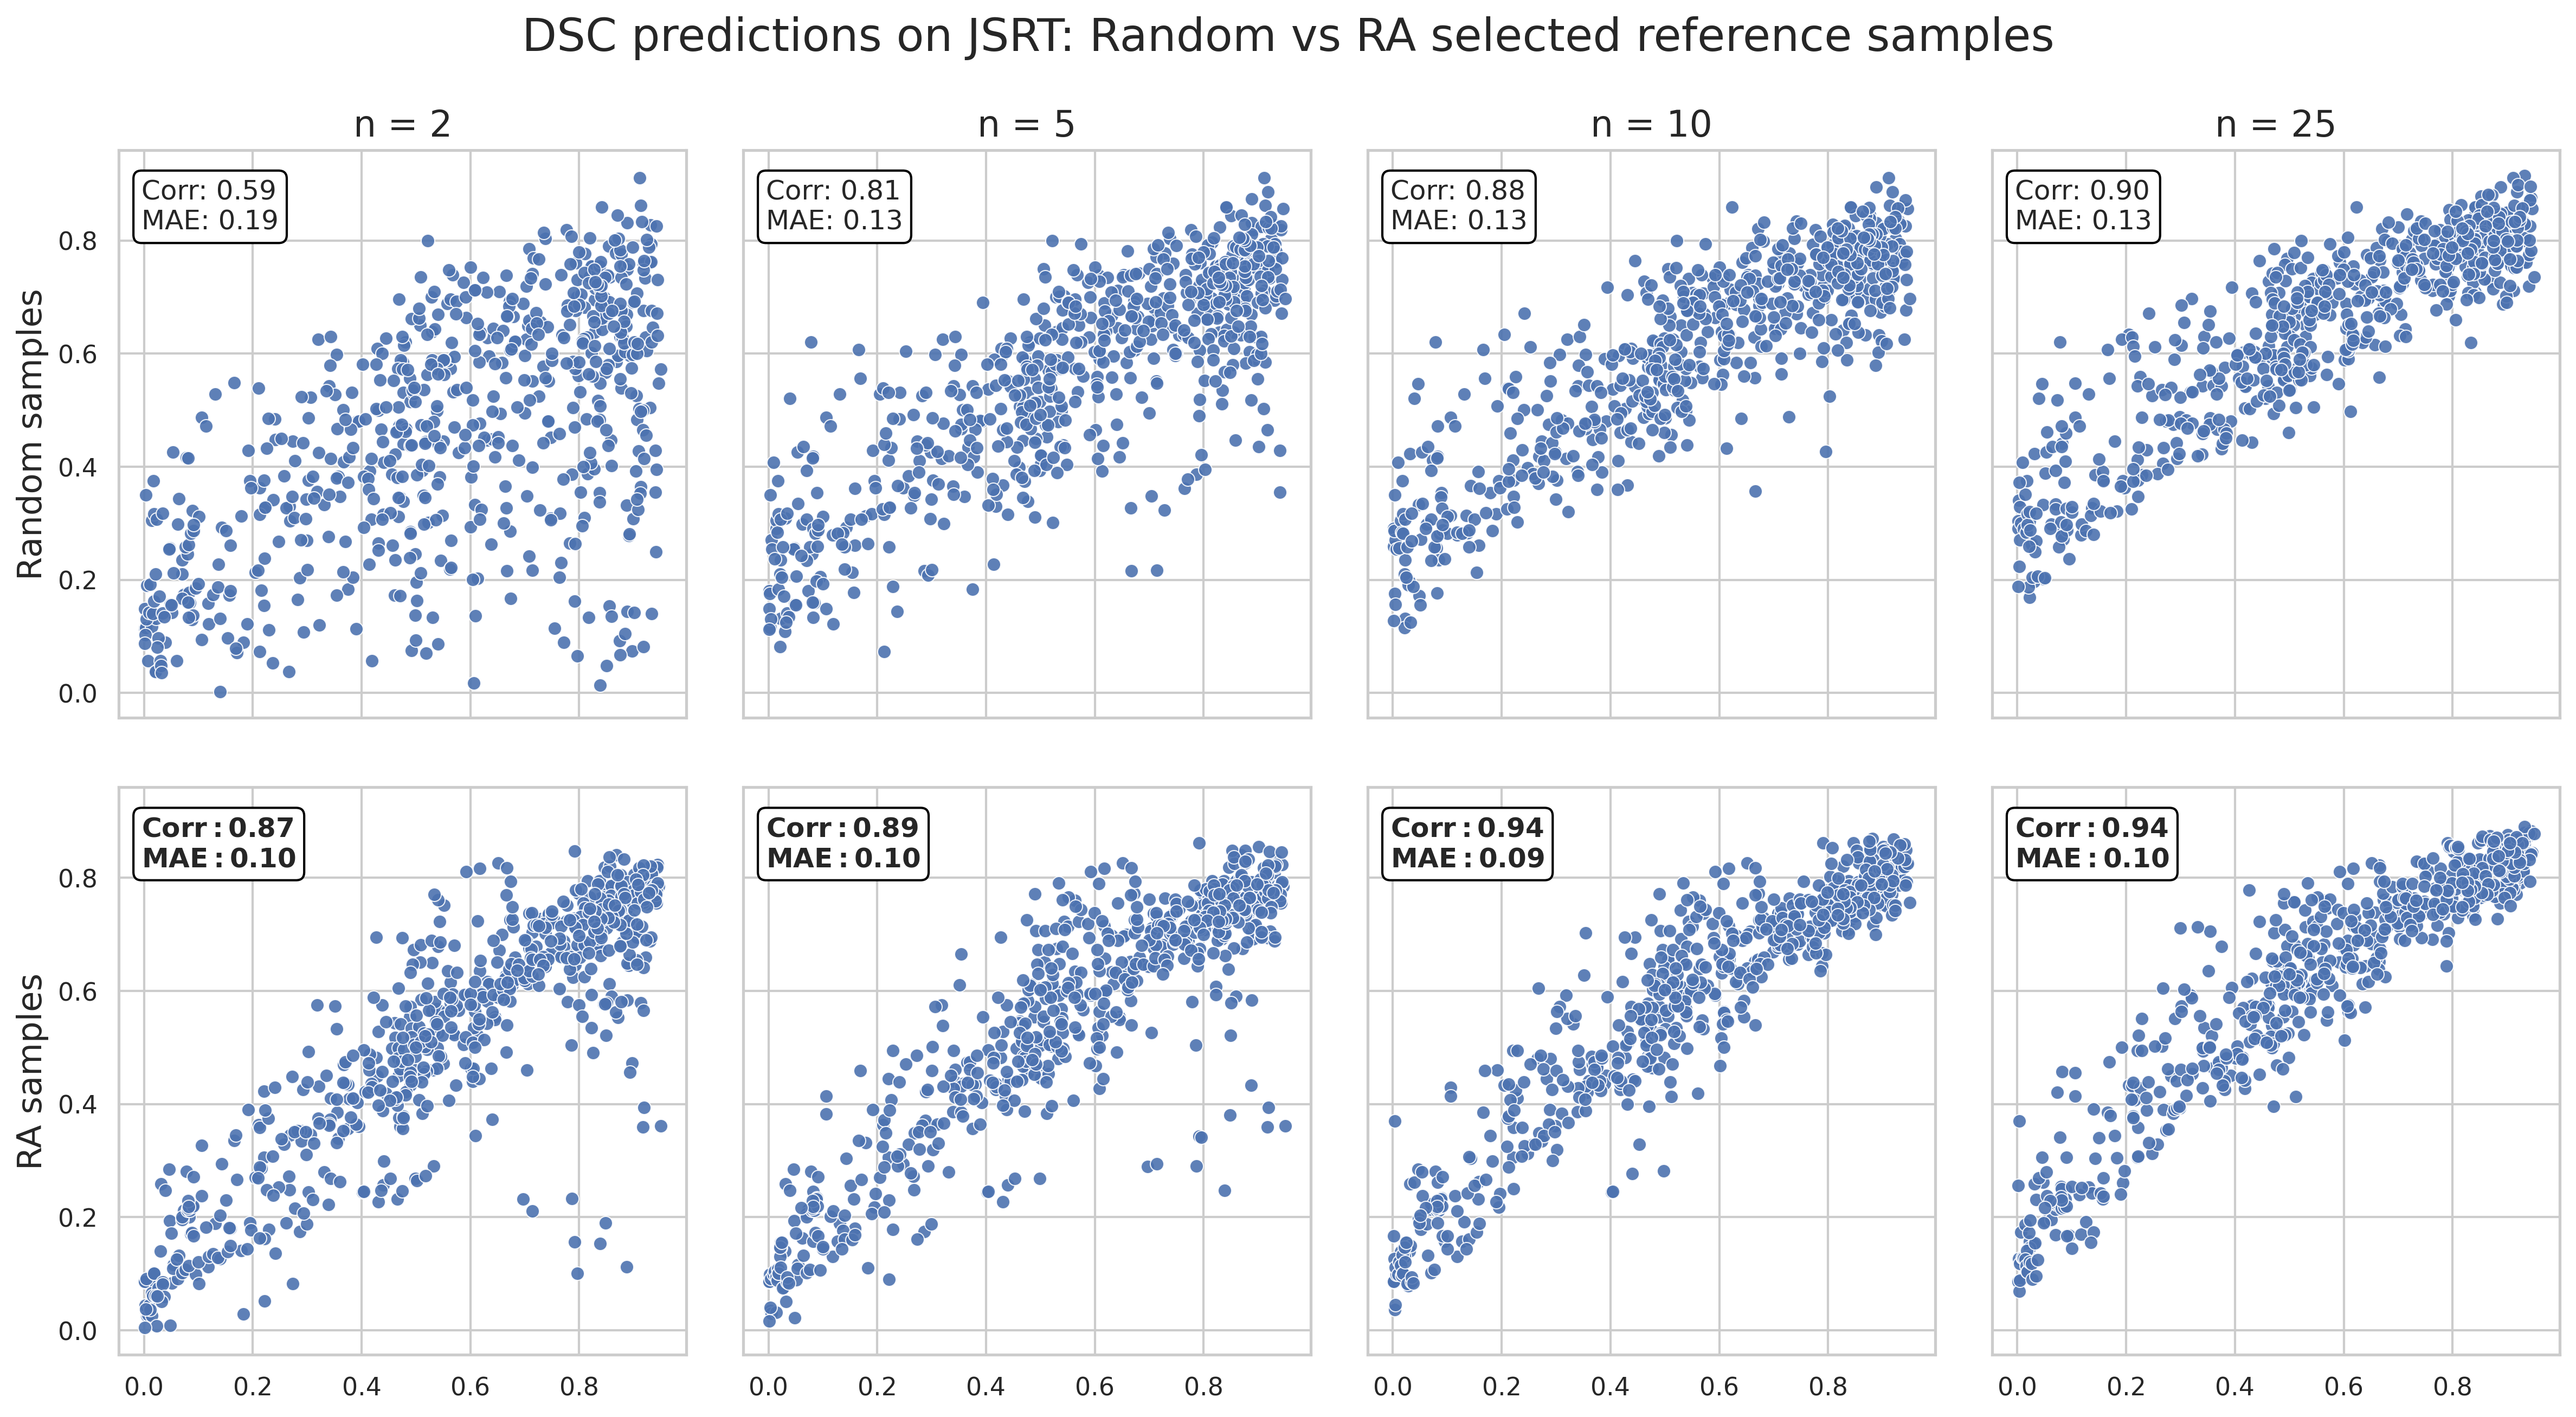 DSC predictions on JSRT: Random vs RA selected reference samples
n = 2
n = 5
n = 10
n = 25
Random samples
0.8
0.6
0.4
0.2
0.0
Corr: 0.59
MAE: 0.19
Corr: 0.81
MAE: 0.13
Corr: 0.88
MAE: 0.13
Corr: 0.90
MAE: 0.13
RA samples
0.8
0.6
0.4
0.2
0.0
Corr : 0.87
MAE : 0.10
Corr : 0.89
MAE : 0.10
Corr : 0.94
MAE : 0.09
Corr : 0.94
MAE : 0.10
0.0 0.2 0.4 0.6 0.8
0.0 0.2 0.4 0.6 0.8
0.0 0.2 0.4 0.6 0.8
0.0 0.2 0.4 0.6 0.8